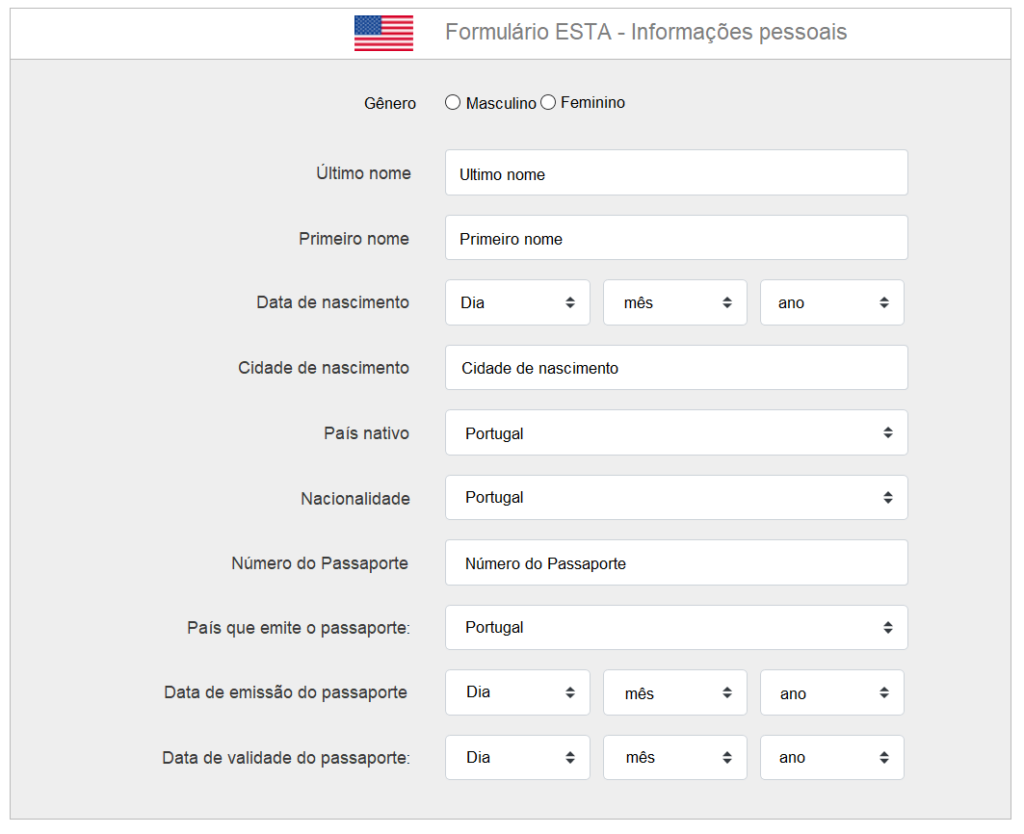 Formulário ESTA - Informações pessoais
Gênero Masculino Feminino
Último nome Ultimo nome
Primeiro nome Primeiro nome
Data de nascimento Dia mês ano
Cidade de nascimento Cidade de nascimento
País nativo Portugal
Nacionalidade Portugal
Número do Passaporte Número do Passaporte
País que emite o passaporte: Portugal
Data de emissão do passaporte Dia mês ano
Data de validade do passaporte: Dia mês ano